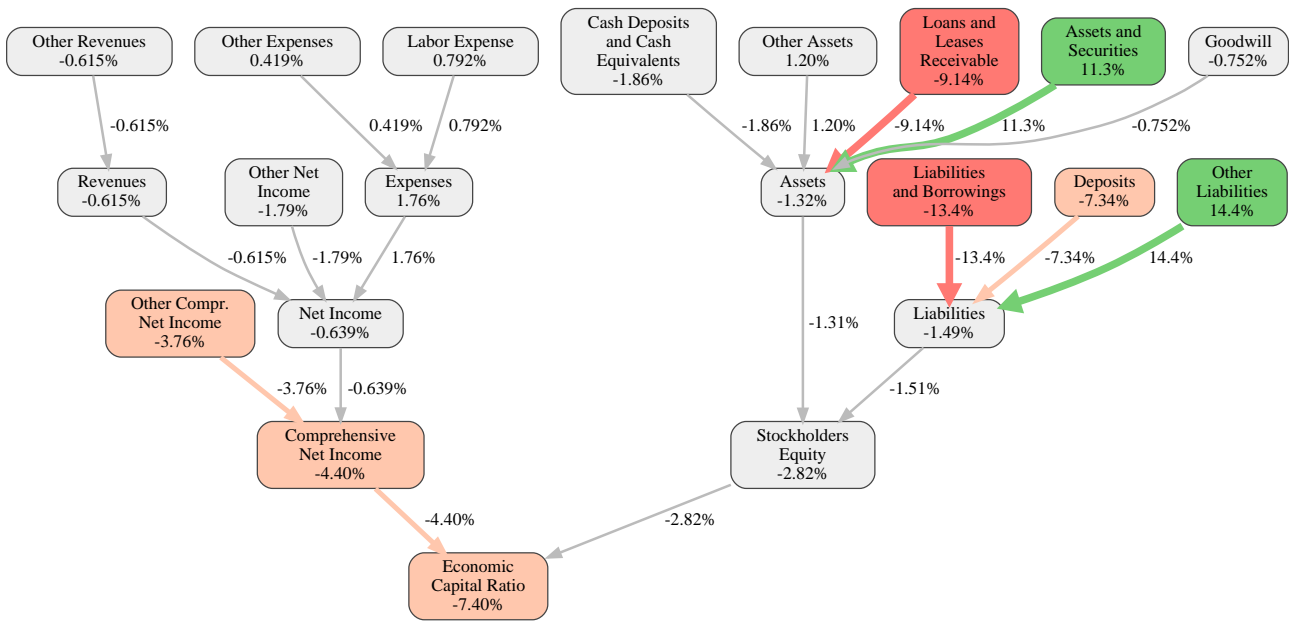 Other Revenues
-0.615%
Other Expenses
0.419%
Labor Expense
0.792%
Cash Deposits
and Cash
Equivalents
-1.86%
Other Assets
1.20%
Loans and
Leases
Receivable
-9.14%
Assets and
Securities
11.3%
Goodwill
-0.752%
-0.615%
0.419%
0.792%
-1.86%
1.20%
-9.14%
11.3%
-0.752%
Revenues
-0.615%
Other Net
Income
-1.79%
Expenses
1.76%
Assets
-1.32%
Liabilities
and Borrowings
-13.4%
Deposits
-7.34%
Other
Liabilities
14.4%
-0.615%
-1.79%
1.76%
-13.4%
-7.34%
14.4%
Other Compr.
Net Income
-3.76%
Net Income
-0.639%
-1.31%
Liabilities
-1.49%
-3.76%
-0.639%
-1.51%
Comprehensive
Net Income
-4.40%
Stockholders
Equity
-2.82%
-4.40%
-2.82%
Economic
Capital Ratio
-7.40%